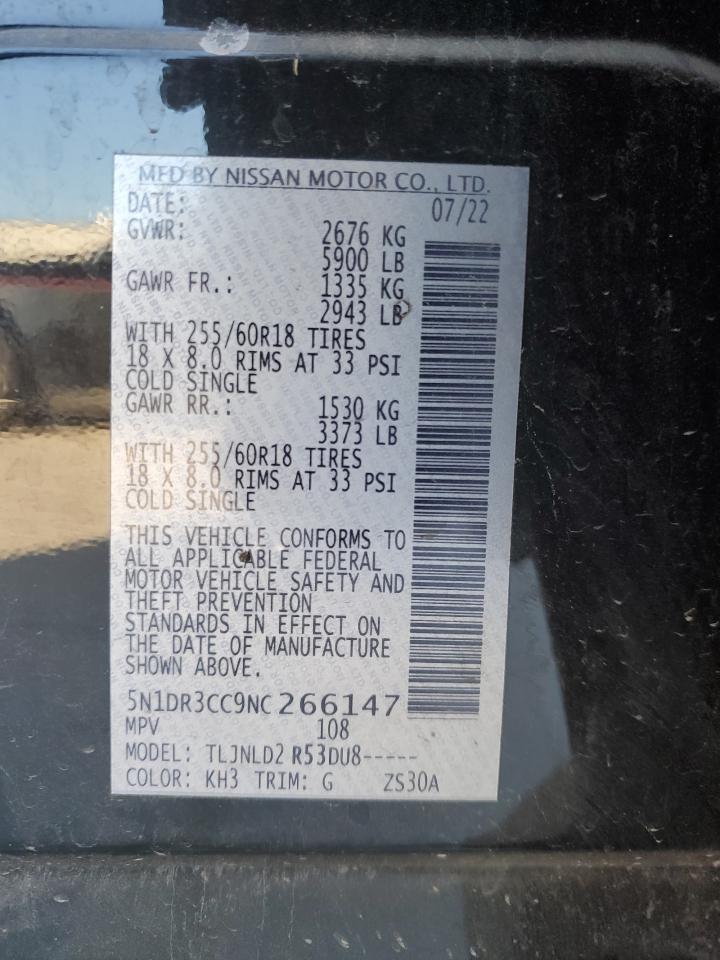 MFD BY NISSAN MOTOR CO., LTD.
DATE: 07/22
GVWR: 2676 KG
5900 LB
GAWR FR.: 1335 KG
2943 LB
WITH 255/60R18 TIRES
18 X 8.0 RIMS AT 33 PSI
COLD SINGLE
GAWR RR.: 1530 KG
3373 LB
WITH 255/60R18 TIRES
18 X 8.0 RIMS AT 33 PSI
COLD SINGLE
THIS VEHICLE CONFORMS TO
ALL APPLICABLE FEDERAL
MOTOR VEHICLE SAFETY AND
THEFT PREVENTION
STANDARDS IN EFFECT ON
THE DATE OF MANUFACTURE
SHOWN ABOVE.
5N1DR3CC9NC266147
MPV 108
MODEL: TLJNLD2 R53DU8-----
COLOR: KH3 TRIM: G ZS30A